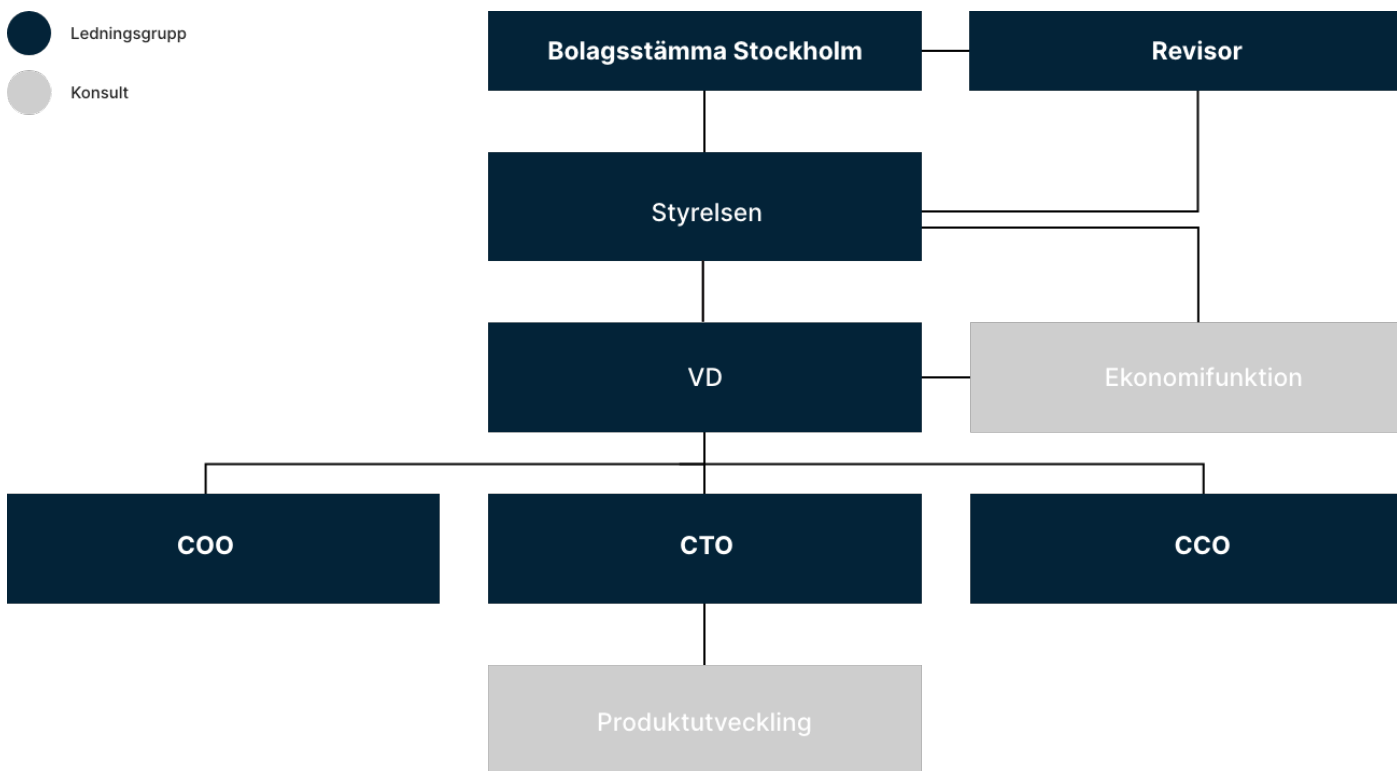 Ledningsgrupp
Konsult
Bolagsstämma Stockholm
Revisor
Styrelsen
VD
Ekonomifunktion
COO
CTO
CCO
Produktutveckling